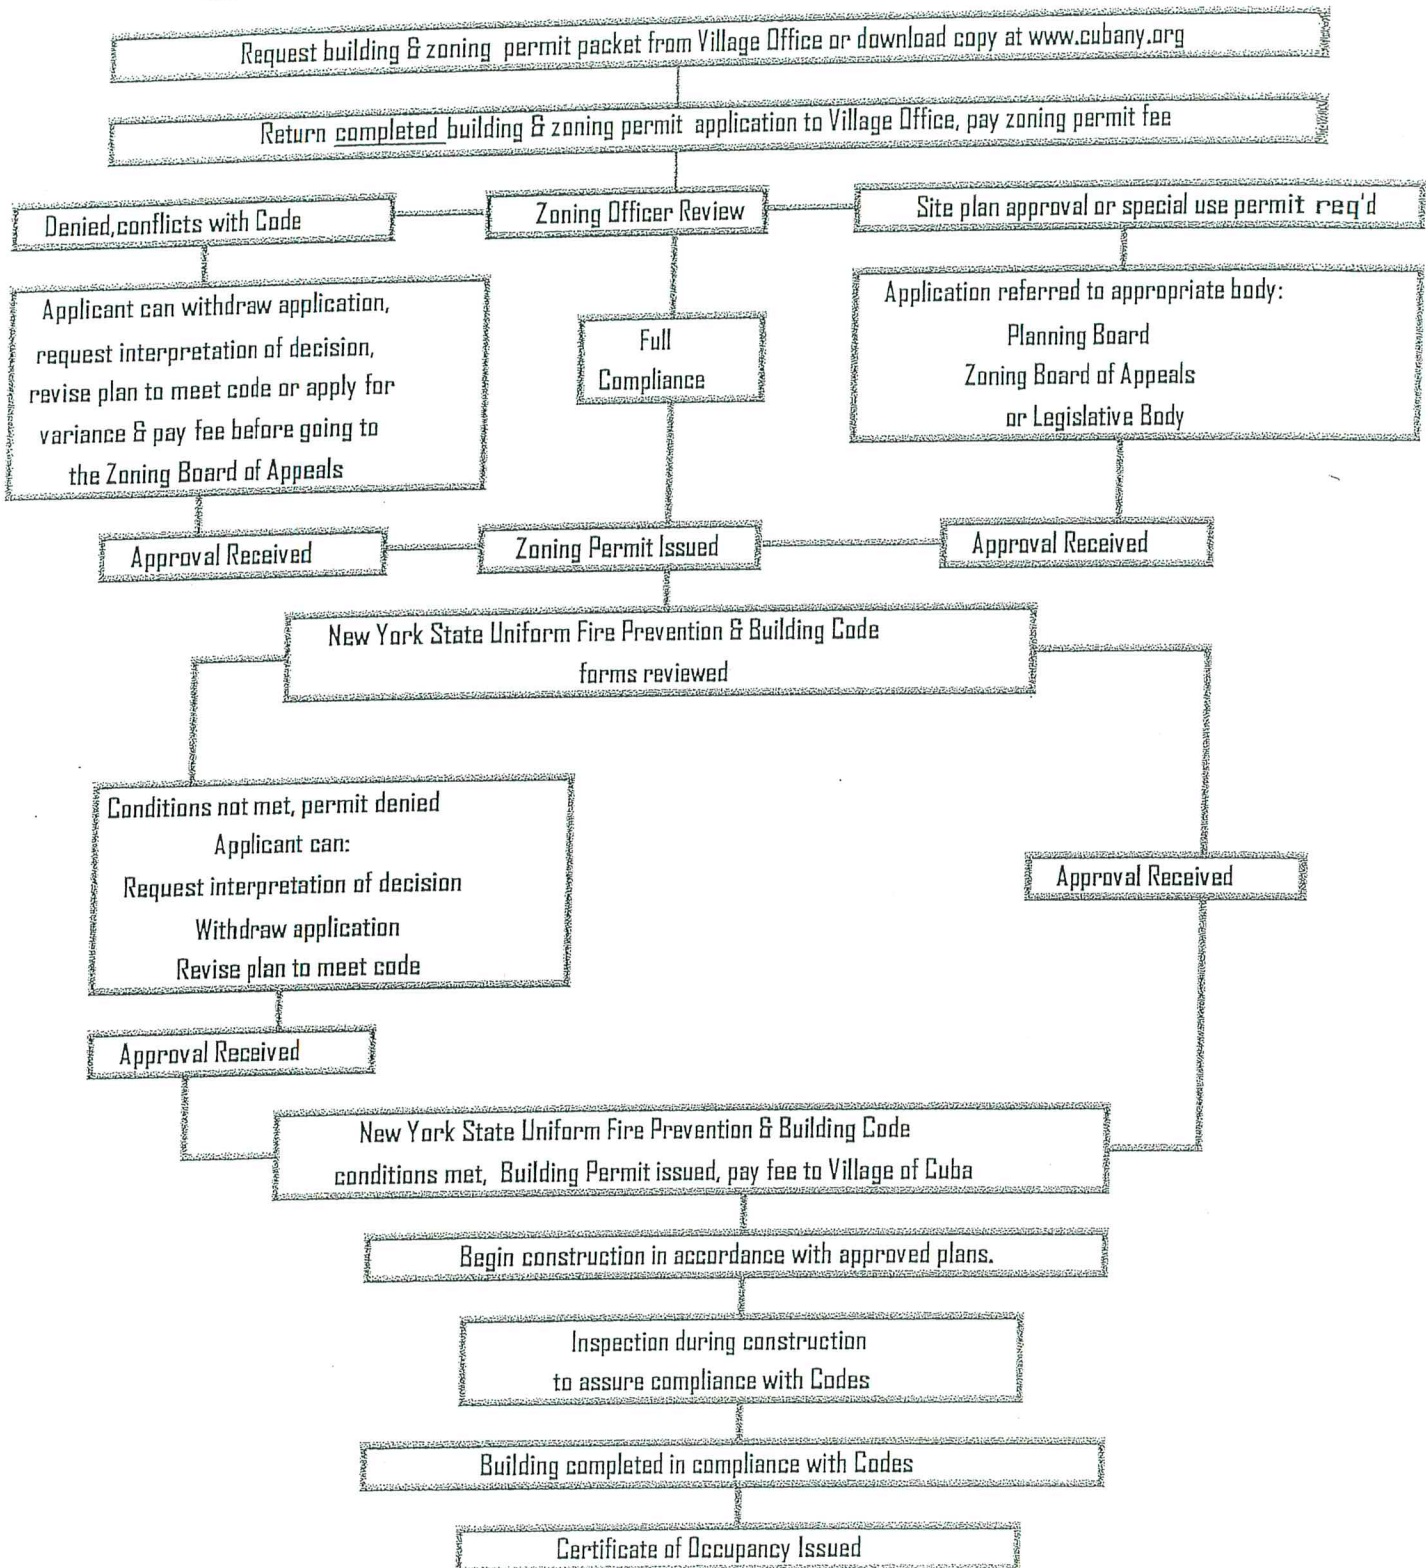 Request building & zoning permit packet from Village Office or download copy at www.cubany.org
Return completed building & zoning permit application to Village Office, pay zoning permit fee
Denied,conflicts with Code
Zoning Officer Review
Site plan approval or special use permit req'd
Applicant can withdraw application,
request interpretation of decision,
revise plan to meet code or apply for
variance & pay fee before going to
the Zoning Board of Appeals
Full
Compliance
Application referred to appropriate body:
Planning Board
Zoning Board of Appeals
or Legislative Body
Approval Received
Zoning Permit Issued
Approval Received
New York State Uniform Fire Prevention & Building Code
forms reviewed
Conditions not met, permit denied
Applicant can:
Request interpretation of decision
Withdraw application
Revise plan to meet code
Approval Received
Approval Received
New York State Uniform Fire Prevention & Building Code
conditions met, Building Permit issued, pay fee to Village of Cuba
Begin construction in accordance with approved plans.
Inspection during construction
to assure compliance with Codes
Building completed in compliance with Codes
Certificate of Occupancy Issued